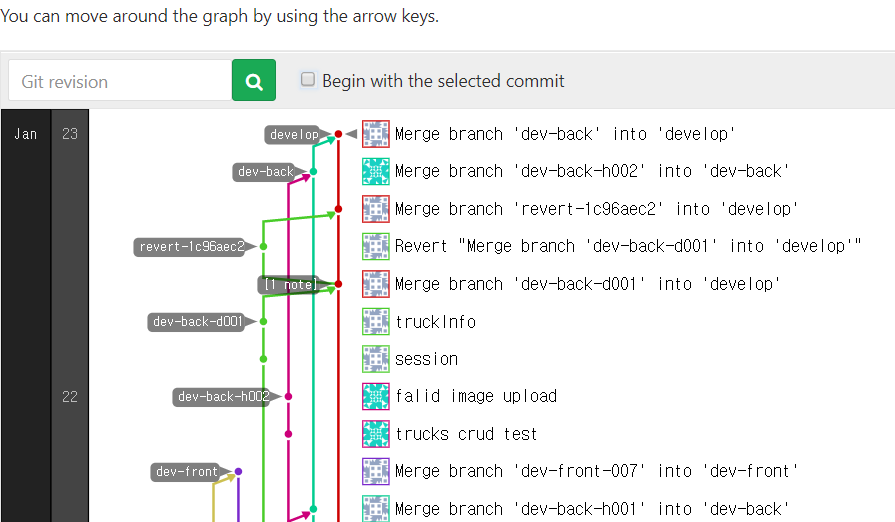 You can move around the graph by using the arrow keys.
Git revision
Begin with the selected commit
Jan 23 develop Merge branch 'dev-back' into 'develop'
dev-back Merge branch 'dev-back-h002' into 'dev-back'
Merge branch 'revert-1c96aec2' into 'develop'
revert-1c96aec2 Revert "Merge branch 'dev-back-d001' into 'develop'"
[1 note] Merge branch 'dev-back-d001' into 'develop'
dev-back-d001 truckInfo
session
22 dev-back-h002 falid image upload
trucks crud test
dev-front Merge branch 'dev-front-007' into 'dev-front'
Merge branch 'dev-back-h001' into 'dev-back'